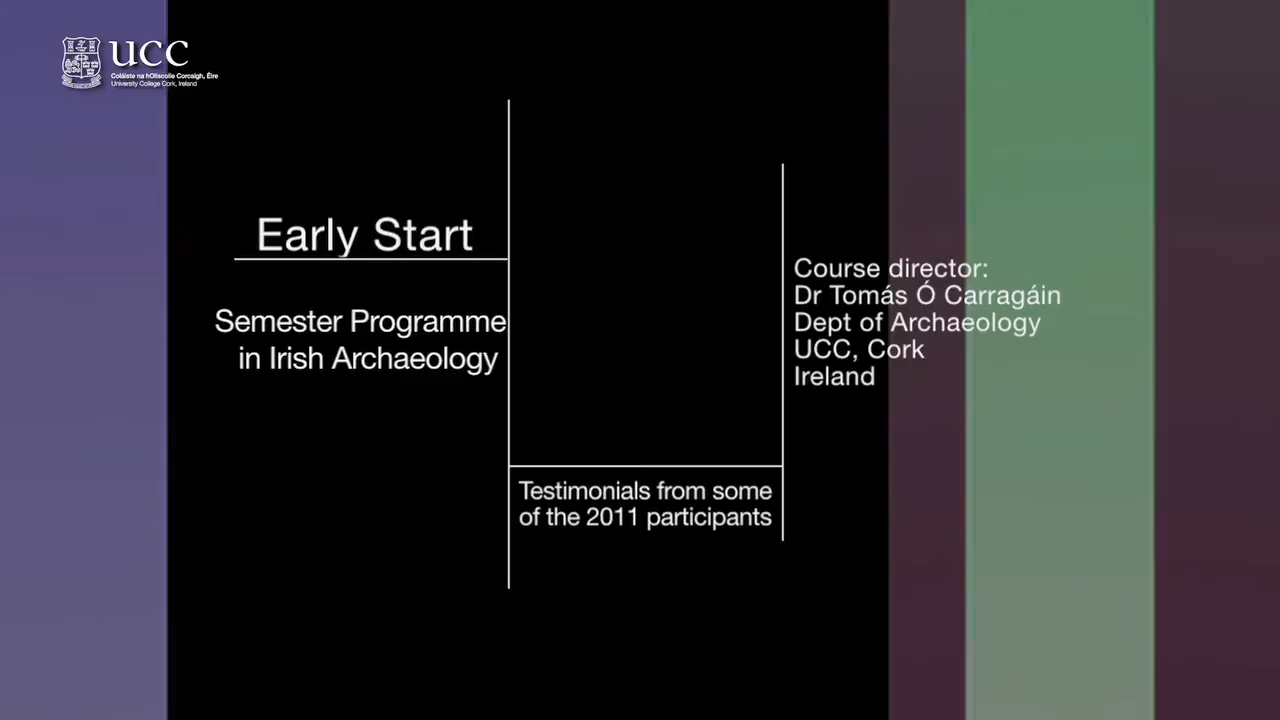 UCC
Coláiste na hOllscoile Corcaigh, Éire
University College Cork, Ireland
Early Start
Semester Programme
in Irish Archaeology
Testimonials from some
of the 2011 participants
Course director:
Dr Tomás Ó Carragáin
Dept of Archaeology
UCC, Cork
Ireland